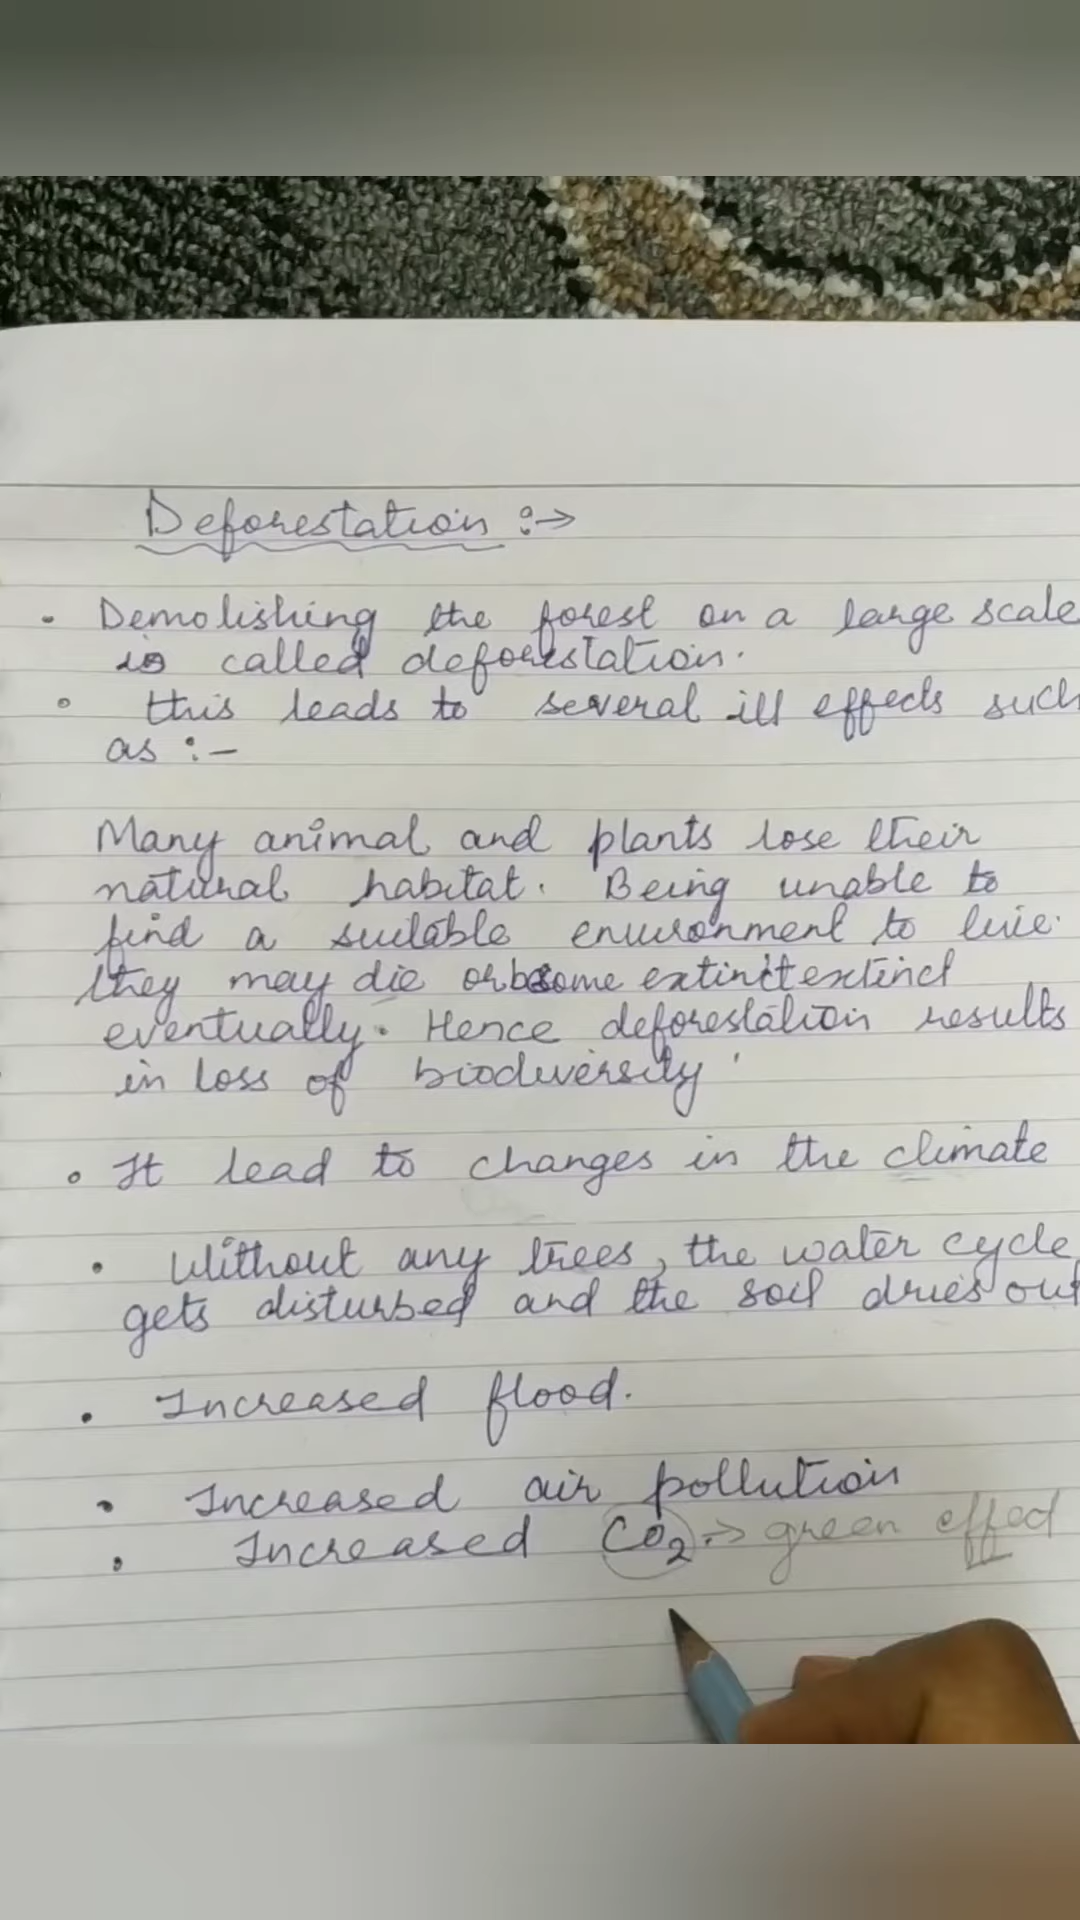 Deforestation :→
• Demolishing the forest on a large scale
is called deforestation.
• this leads to several ill effects such
as :-
Many animal and plants lose their
natural habitat. Being unable to
find a suitable environment to live.
they may die or become extinct extinct
eventually. Hence deforestation results
in loss of biodiversity.
• It lead to changes in the climate
• Without any trees, the water cycle
gets disturbed and the soil dries out
• Increased flood.
• Increased air pollution
• Increased CO2. → green effed